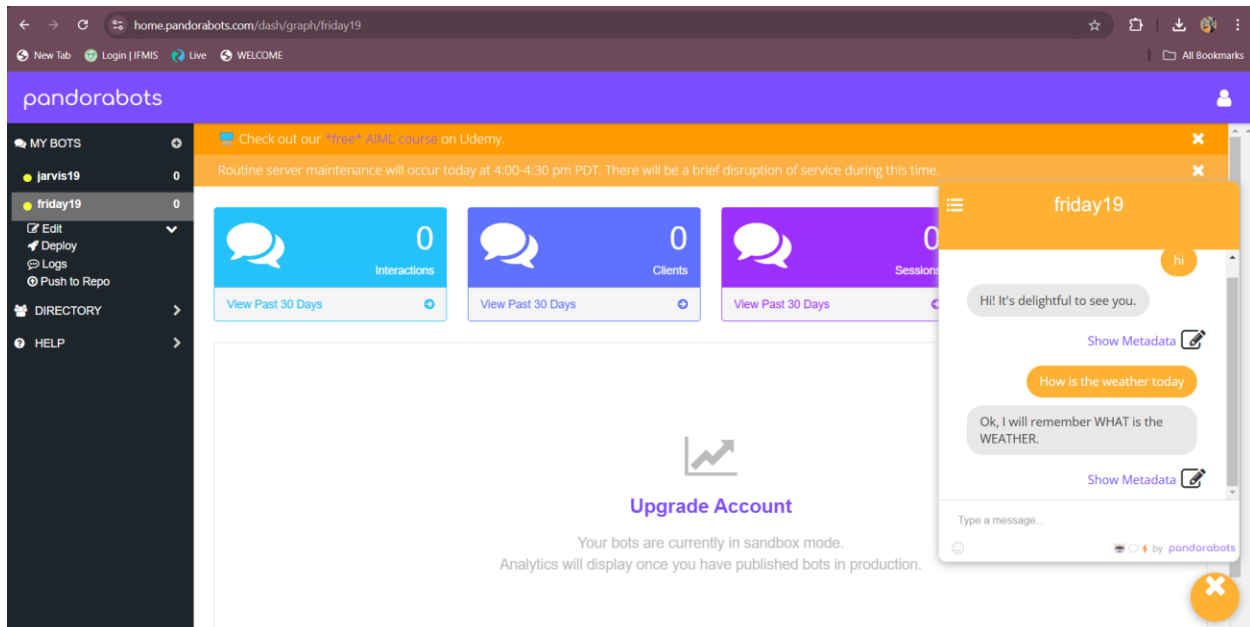 home.pandorabots.com/dash/graph/friday19
New Tab Login | IFMIS Live WELCOME All Bookmarks
pandorabots
MY BOTS
jarvis19 0
friday19 0
Edit
Deploy
Logs
Push to Repo
DIRECTORY
HELP
Check out our *free* AIML course on Udemy.
Routine server maintenance will occur today at 4:00-4:30 pm PDT. There will be a brief disruption of service during this time.
0
Interactions
View Past 30 Days
0
Clients
View Past 30 Days
0
Sessions
View Past 30 Days
Upgrade Account
Your bots are currently in sandbox mode.
Analytics will display once you have published bots in production.
friday19
hi
Hi! It's delightful to see you.
Show Metadata
How is the weather today
Ok, I will remember WHAT is the
WEATHER.
Show Metadata
Type a message...
by pandorabots